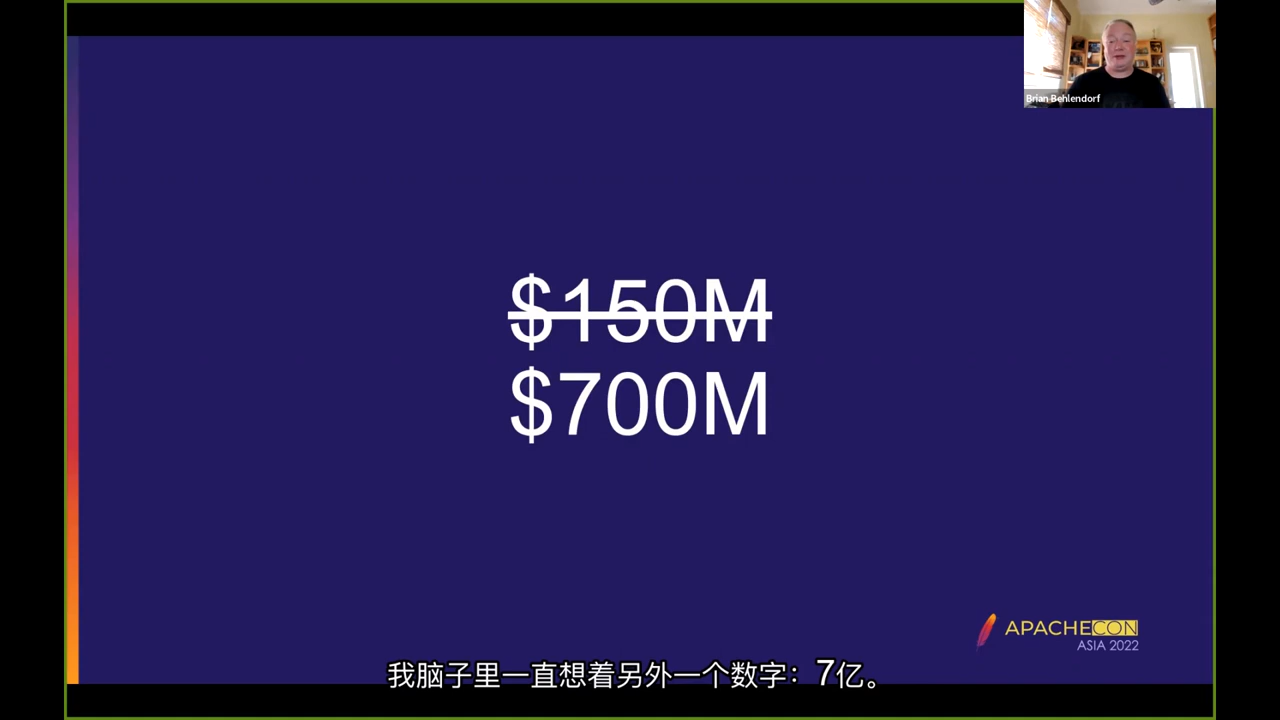 Brian Behlendorf
$150M
$700M
APACHECON
ASIA 2022
我脑子里一直想着另外一个数字：7亿。